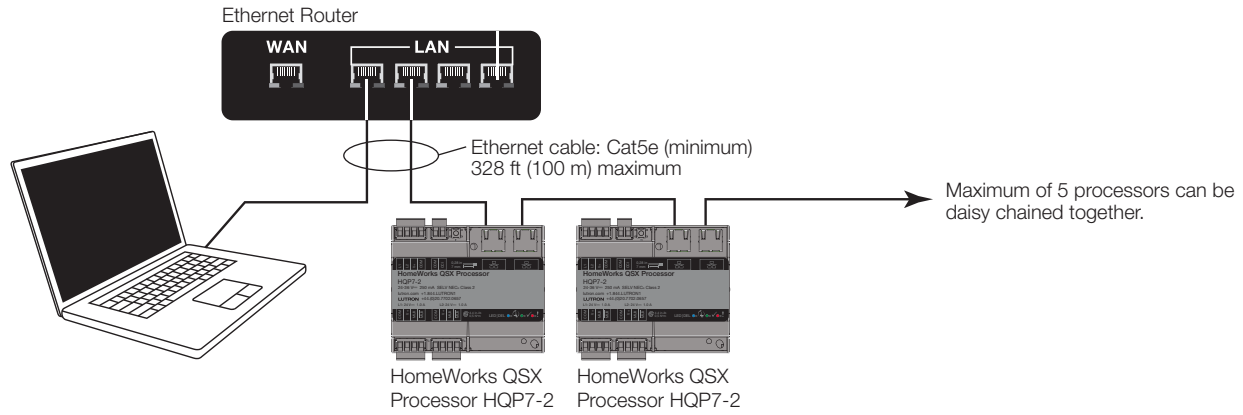 Ethernet Router
WAN
LAN
Ethernet cable: Cat5e (minimum)
328 ft (100 m) maximum
Maximum of 5 processors can be
daisy chained together.
HomeWorks QSX Processor
HQP7-2
LUTRON
HomeWorks QSX Processor
HQP7-2
LUTRON
HomeWorks QSX
Processor HQP7-2
HomeWorks QSX
Processor HQP7-2